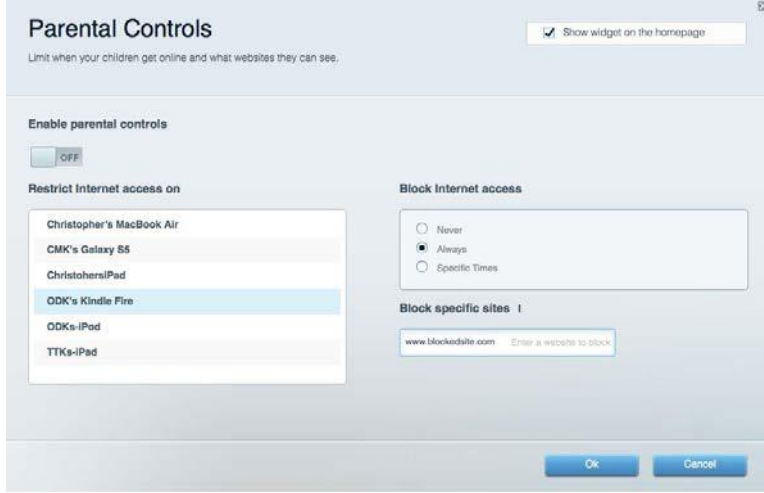 Parental Controls
Show widget on the homepage
Limit when your children get online and what websites they can see.
Enable parental controls
OFF
Restrict Internet access on
Block Internet access
Christopher's MacBook Air
CMK's Galaxy S5
ChristohersiPad
ODK's Kindle Fire
ODKs-iPod
TTKs-iPad
Never
Always
Specific Times
Block specific sites |
www.blockedsite.com Enter a website to block
Ok
Cancel